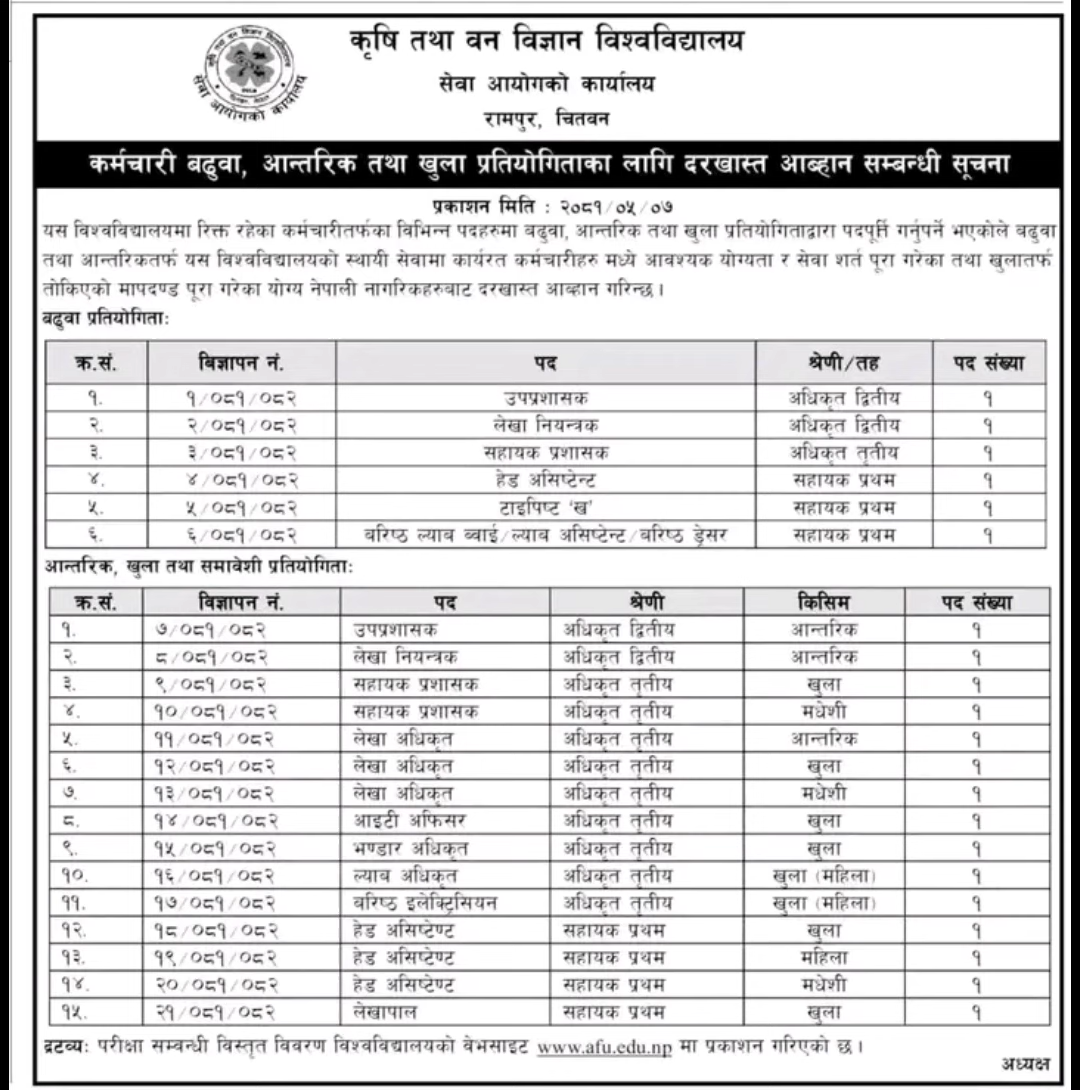 कृषि तथा वन विज्ञान विश्वविद्यालय
सेवा आयोगको कार्यालय
रामपुर, चितवन
सेवा आयोगको कार्यालय
कर्मचारी बढुवा, आन्तरिक तथा खुला प्रतियोगिताका लागि दरखास्त आब्हान सम्बन्धी सूचना
प्रकाशन मिति : २०८१/०५/०७
यस विश्वविद्यालयमा रिक्त रहेका कर्मचारीतर्फका विभिन्न पदहरुमा बढुवा, आन्तरिक तथा खुला प्रतियोगिताद्वारा पदपूर्ति गर्नुपर्ने भएकोले बढुवा
तथा आन्तरिकतर्फ यस विश्वविद्यालयको स्थायी सेवामा कार्यरत कर्मचारीहरु मध्ये आवश्यक योग्यता र सेवा शर्त पूरा गरेका तथा खुलातर्फ
तोकिएको मापदण्ड पूरा गरेका योग्य नेपाली नागरिकहरुबाट दरखास्त आब्हान गरिन्छ।
बढुवा प्रतियोगिता:
क्र.सं. बिज्ञापन नं. पद श्रेणी/तह पद संख्या
१. १/०८१/०८२ उपप्रशासक अधिकृत द्वितीय १
२. २/०८१/०८२ लेखा नियन्त्रक अधिकृत द्वितीय १
३. ३/०८१/०८२ सहायक प्रशासक अधिकृत तृतीय १
४. ४/०८१/०८२ हेड असिष्टेन्ट सहायक प्रथम १
५. ५/०८१/०८२ टाइपिष्ट ‘ख’ सहायक प्रथम १
६. ६/०८१/०८२ बरिष्ठ ल्याब ब्वाई/ल्याब असिष्टेन्ट/बरिष्ठ ड्रेसर सहायक प्रथम १
आन्तरिक, खुला तथा समावेशी प्रतियोगिता:
क्र.सं. विज्ञापन नं. पद श्रेणी किसिम पद संख्या
१. ७/०८१/०८२ उपप्रशासक अधिकृत द्वितीय आन्तरिक १
२. ८/०८१/०८२ लेखा नियन्त्रक अधिकृत द्वितीय आन्तरिक १
३. ९/०८१/०८२ सहायक प्रशासक अधिकृत तृतीय खुला १
४. १०/०८१/०८२ सहायक प्रशासक अधिकृत तृतीय मधेशी १
५. ११/०८१/०८२ लेखा अधिकृत अधिकृत तृतीय आन्तरिक १
६. १२/०८१/०८२ लेखा अधिकृत अधिकृत तृतीय खुला १
७. १३/०८१/०८२ लेखा अधिकृत अधिकृत तृतीय मधेशी १
८. १४/०८१/०८२ आइटी अफिसर अधिकृत तृतीय खुला १
९. १५/०८१/०८२ भण्डार अधिकृत अधिकृत तृतीय खुला १
१०. १६/०८१/०८२ ल्याब अधिकृत अधिकृत तृतीय खुला (महिला) १
११. १७/०८१/०८२ बरिष्ठ इलेक्ट्रिसियन अधिकृत तृतीय खुला (महिला) १
१२. १८/०८१/०८२ हेड असिष्टेण्ट सहायक प्रथम खुला १
१३. १९/०८१/०८२ हेड असिष्टेण्ट सहायक प्रथम महिला १
१४. २०/०८१/०८२ हेड असिष्टेण्ट सहायक प्रथम मधेशी १
१५. २१/०८१/०८२ लेखापाल सहायक प्रथम खुला १
द्रटव्य: परीक्षा सम्बन्धी विस्तृत विवरण विश्वविद्यालयको वेभसाइट www.afu.edu.np मा प्रकाशन गरिएको छ।
अध्यक्ष